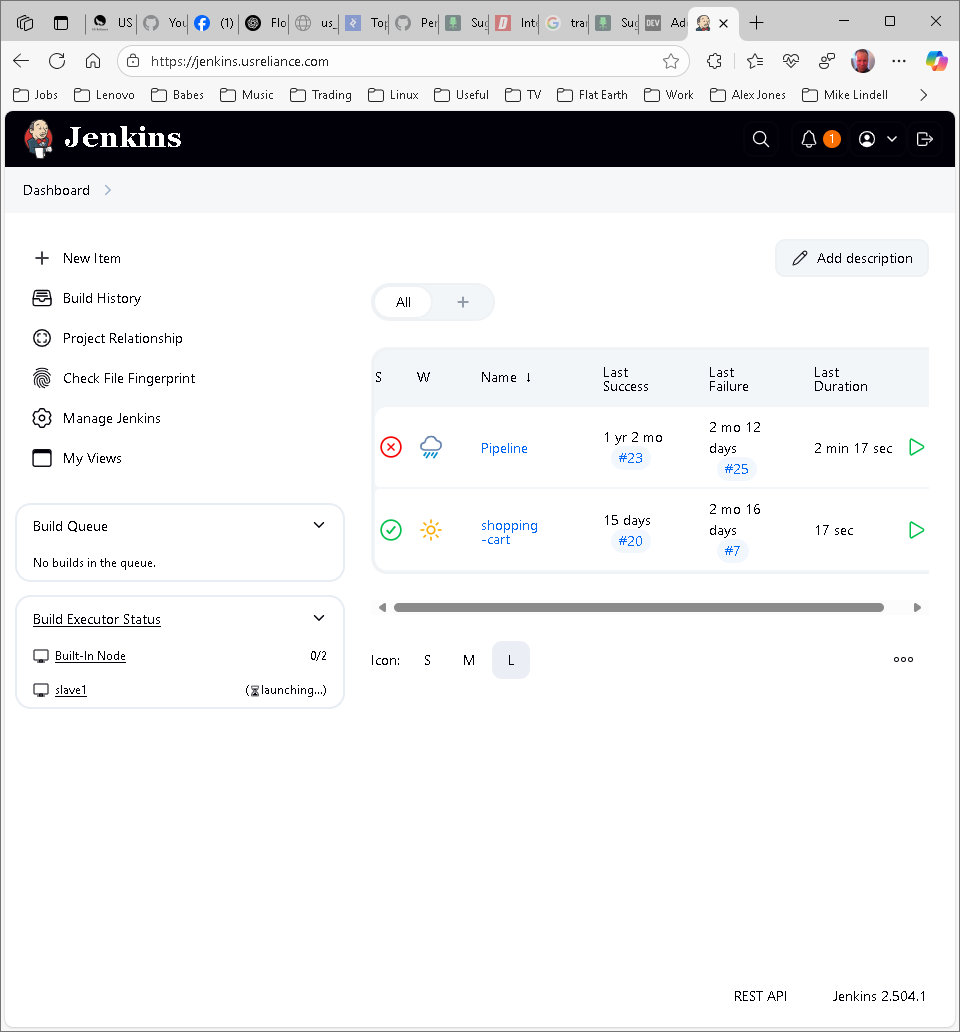 US
You
(1)
Flo
us_
Top
Per
Sug
Inte
trar
Sug
DEV
Ad
https://jenkins.usreliance.com
Jobs
Lenovo
Babes
Music
Trading
Linux
Useful
TV
Flat Earth
Work
Alex Jones
Mike Lindell
Jenkins
1
Dashboard
New Item
Add description
Build History
All
+
Project Relationship
Check File Fingerprint
Manage Jenkins
My Views
S W Name ↓ Last Success Last Failure Last Duration
Pipeline 1 yr 2 mo #23 2 mo 12 days #25 2 min 17 sec
shopping-cart 15 days #20 2 mo 16 days #7 17 sec
Build Queue
No builds in the queue.
Build Executor Status
Built-In Node 0/2
slave1 (⌛launching...)
Icon: S M L
REST API Jenkins 2.504.1